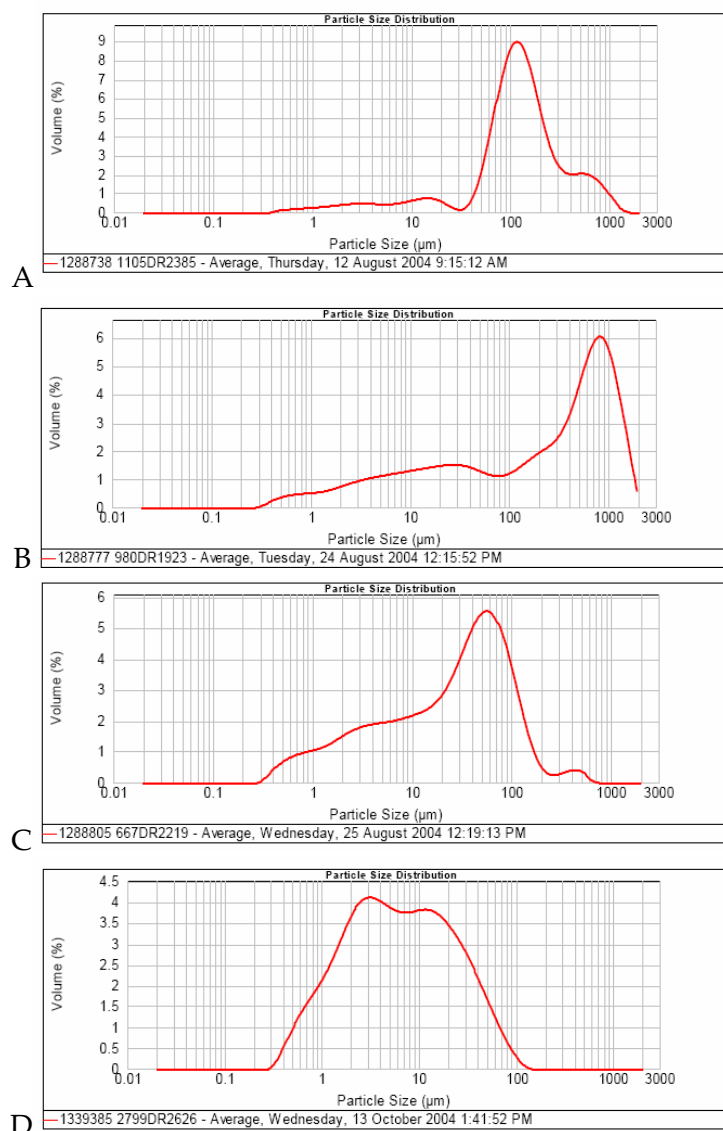 Particle Size Distribution
9
8
7
6
5
4
3
2
1
0
Volume (%)
0.01 0.1 1 10 100 1000 3000
Particle Size (µm)
1288738 1105DR2385 - Average, Thursday, 12 August 2004 9:15:12 AM
A
Particle Size Distribution
6
5
4
3
2
1
0
Volume (%)
0.01 0.1 1 10 100 1000 3000
Particle Size (µm)
1288777 980DR1923 - Average, Tuesday, 24 August 2004 12:15:52 PM
B
Particle Size Distribution
6
5
4
3
2
1
0
Volume (%)
0.01 0.1 1 10 100 1000 3000
Particle Size (µm)
1288805 667DR2219 - Average, Wednesday, 25 August 2004 12:19:13 PM
C
Particle Size Distribution
4.5
4
3.5
3
2.5
2
1.5
1
0.5
0
Volume (%)
0.01 0.1 1 10 100 1000 3000
Particle Size (µm)
1339385 2799DR2626 - Average, Wednesday, 13 October 2004 1:41:52 PM
D